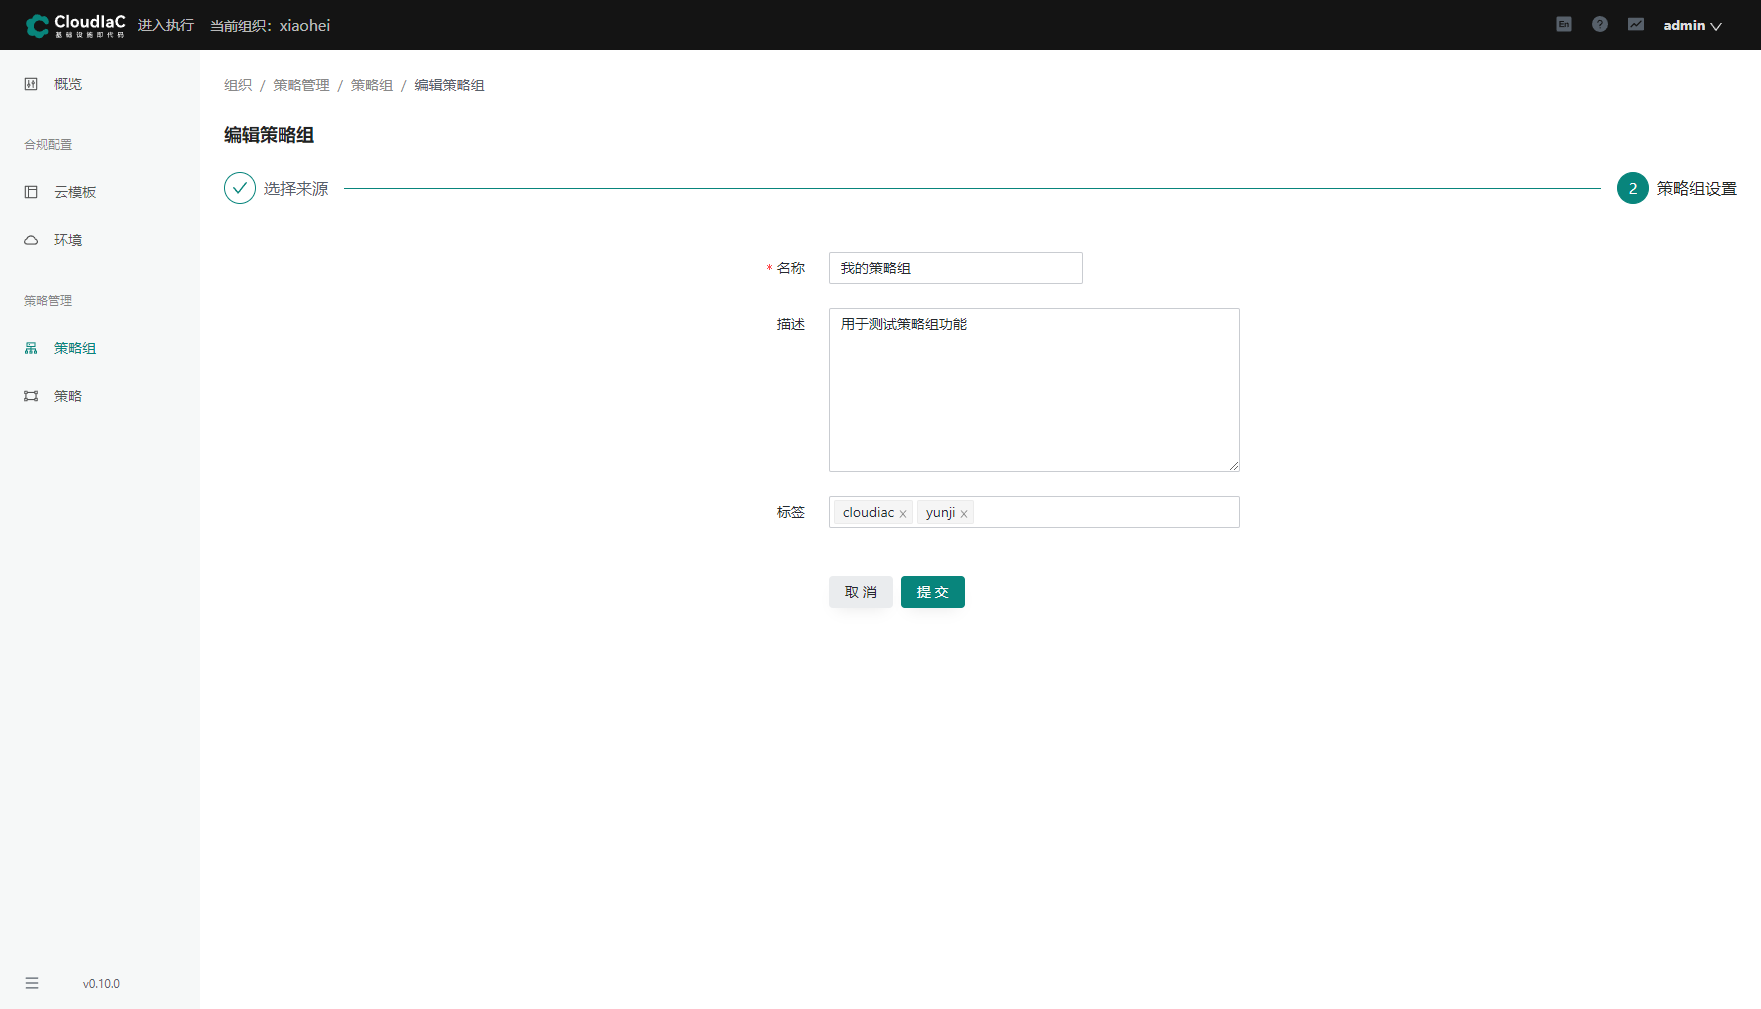 CloudIaC
基础设施即代码
进入执行
当前组织：xiaohei
En
?
admin
概览
合规配置
云模板
环境
策略管理
策略组
策略
v0.10.0
组织 / 策略管理 / 策略组 / 编辑策略组
编辑策略组
选择来源
2 策略组设置
* 名称
我的策略组
描述
用于测试策略组功能
标签
cloudiac x yunji x
取 消
提 交